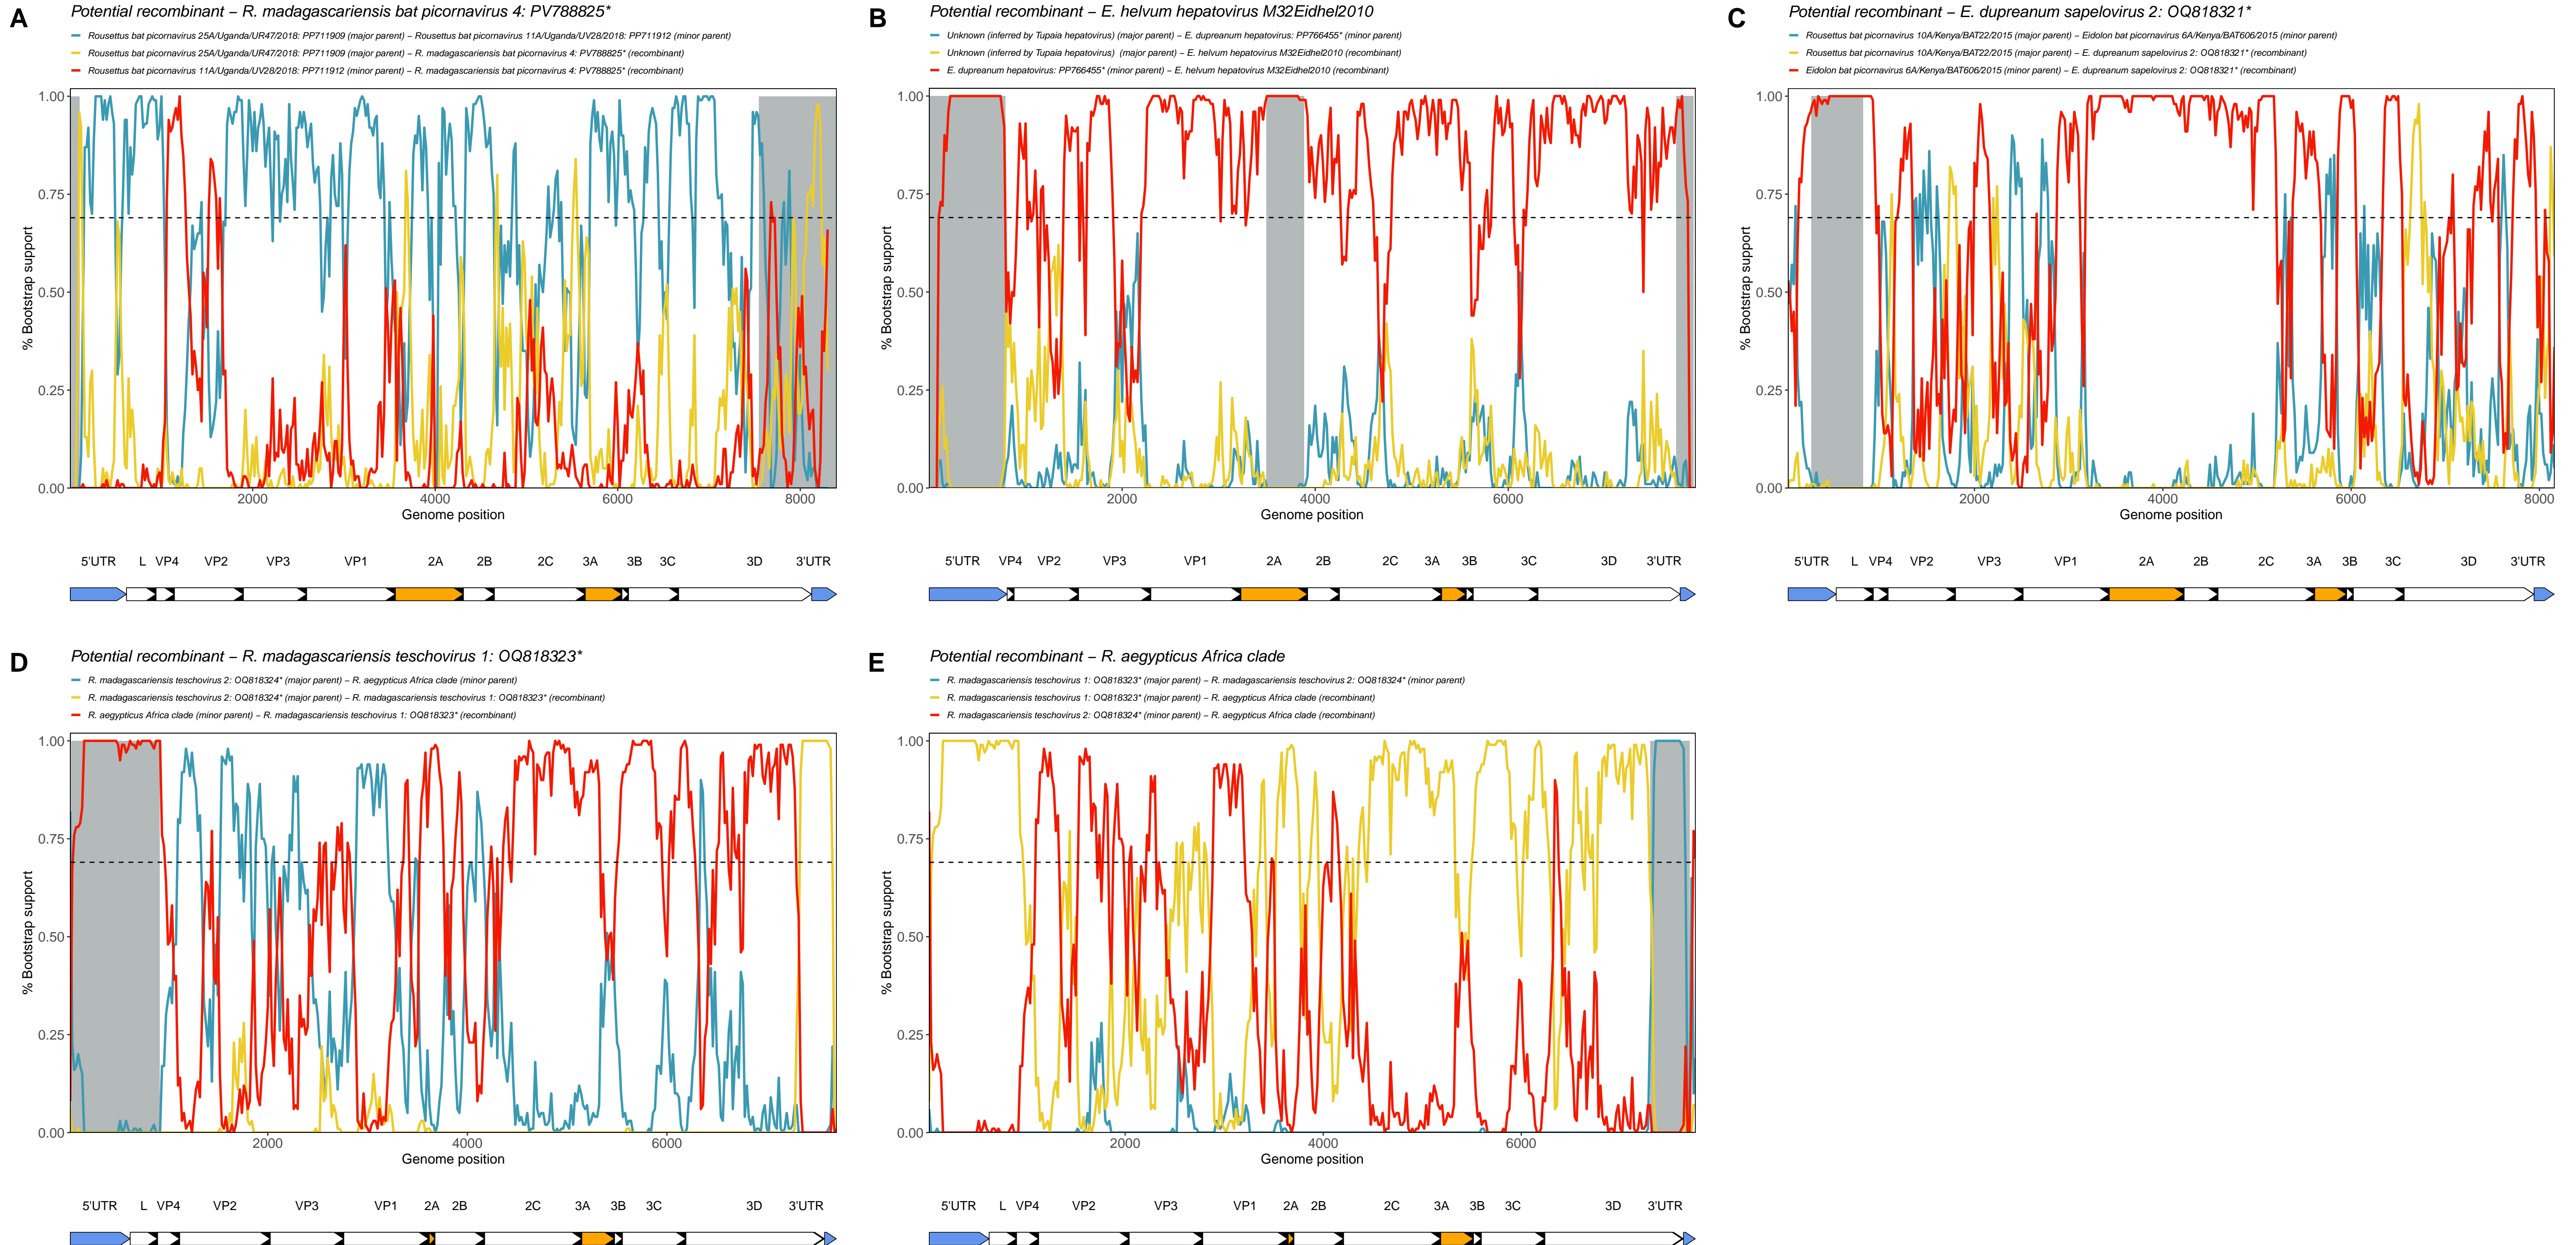 A
Potential recombinant – R. madagascariensis bat picornavirus 4: PV788825*
Rousettus bat picornavirus 25A/Uganda/UR47/2018: PP711909 (major parent) – Rousettus bat picornavirus 11A/Uganda/UV28/2018: PP711912 (minor parent)
Rousettus bat picornavirus 25A/Uganda/UR47/2018: PP711909 (major parent) – R. madagascariensis bat picornavirus 4: PV788825* (recombinant)
Rousettus bat picornavirus 11A/Uganda/UV28/2018: PP711912 (minor parent) – R. madagascariensis bat picornavirus 4: PV788825* (recombinant)
1.00
0.75
0.50
0.25
0.00
% Bootstrap support
2000 4000 6000 8000
Genome position
5'UTR L VP4 VP2 VP3 VP1 2A 2B 2C 3A 3B 3C 3D 3'UTR
B
Potential recombinant – E. helvum hepatovirus M32Eidhel2010
Unknown (inferred by Tupaia hepatovirus) (major parent) – E. dupreanum hepatovirus: PP766455* (minor parent)
Unknown (inferred by Tupaia hepatovirus) (major parent) – E. helvum hepatovirus M32Eidhel2010 (recombinant)
E. dupreanum hepatovirus: PP766455* (minor parent) – E. helvum hepatovirus M32Eidhel2010 (recombinant)
1.00
0.75
0.50
0.25
0.00
% Bootstrap support
2000 4000 6000
Genome position
5'UTR VP4 VP2 VP3 VP1 2A 2B 2C 3A 3B 3C 3D 3'UTR
C
Potential recombinant – E. dupreanum sapelovirus 2: OQ818321*
Rousettus bat picornavirus 10A/Kenya/BAT22/2015 (major parent) – Eidolon bat picornavirus 6A/Kenya/BAT606/2015 (minor parent)
Rousettus bat picornavirus 10A/Kenya/BAT22/2015 (major parent) – E. dupreanum sapelovirus 2: OQ818321* (recombinant)
Eidolon bat picornavirus 6A/Kenya/BAT606/2015 (minor parent) – E. dupreanum sapelovirus 2: OQ818321* (recombinant)
1.00
0.75
0.50
0.25
0.00
% Bootstrap support
2000 4000 6000 8000
Genome position
5'UTR L VP4 VP2 VP3 VP1 2A 2B 2C 3A 3B 3C 3D 3'UTR
D
Potential recombinant – R. madagascariensis teschovirus 1: OQ818323*
R. madagascariensis teschovirus 2: OQ818324* (major parent) – R. aegypticus Africa clade (minor parent)
R. madagascariensis teschovirus 2: OQ818324* (major parent) – R. madagascariensis teschovirus 1: OQ818323* (recombinant)
R. aegypticus Africa clade (minor parent) – R. madagascariensis teschovirus 1: OQ818323* (recombinant)
1.00
0.75
0.50
0.25
0.00
% Bootstrap support
2000 4000 6000
Genome position
5'UTR L VP4 VP2 VP3 VP1 2A 2B 2C 3A 3B 3C 3D 3'UTR
E
Potential recombinant – R. aegypticus Africa clade
R. madagascariensis teschovirus 1: OQ818323* (major parent) – R. madagascariensis teschovirus 2: OQ818324* (minor parent)
R. madagascariensis teschovirus 1: OQ818323* (major parent) – R. aegypticus Africa clade (recombinant)
R. madagascariensis teschovirus 2: OQ818324* (minor parent) – R. aegypticus Africa clade (recombinant)
1.00
0.75
0.50
0.25
0.00
% Bootstrap support
2000 4000 6000
Genome position
5'UTR L VP4 VP2 VP3 VP1 2A 2B 2C 3A 3B 3C 3D 3'UTR